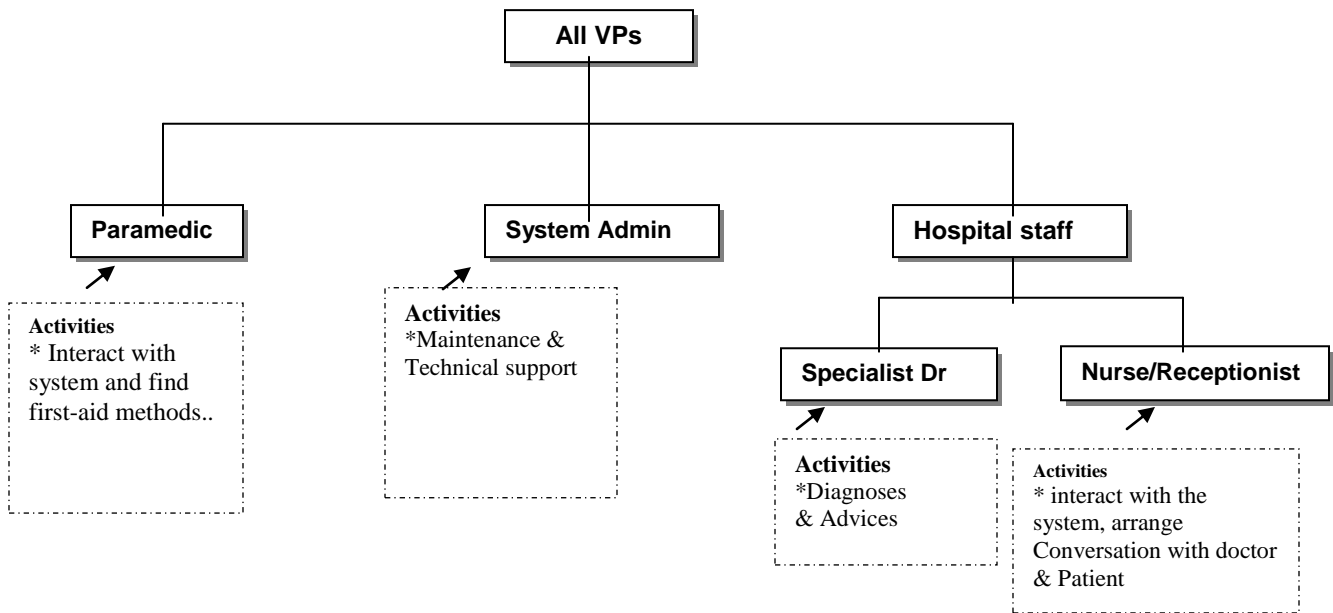 All VPs
Paramedic
System Admin
Hospital staff
Activities
* Interact with
system and find
first-aid methods..
Activities
*Maintenance &
Technical support
Specialist Dr
Nurse/Receptionist
Activities
*Diagnoses
& Advices
Activities
* interact with the
system, arrange
Conversation with doctor
& Patient